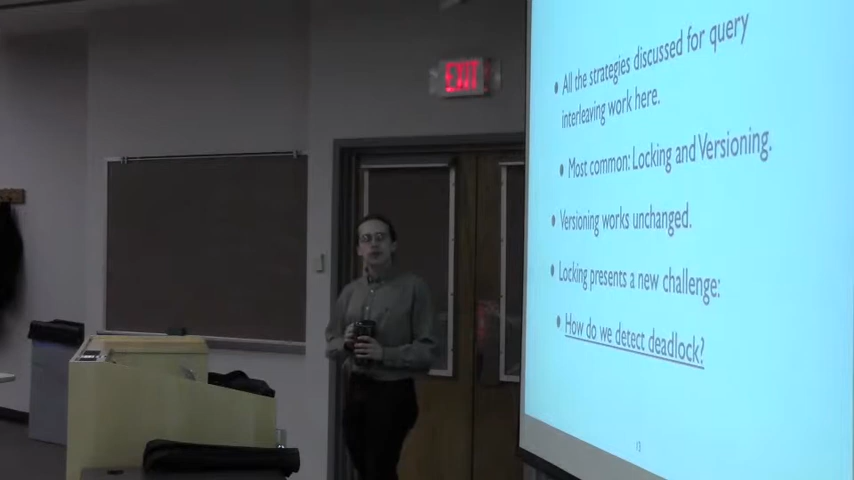 EXIT
• All the strategies discussed for query
interleaving work here.
• Most common: Locking and Versioning.
• Versioning works unchanged.
• Locking presents a new challenge:
• How do we detect deadlock?
13